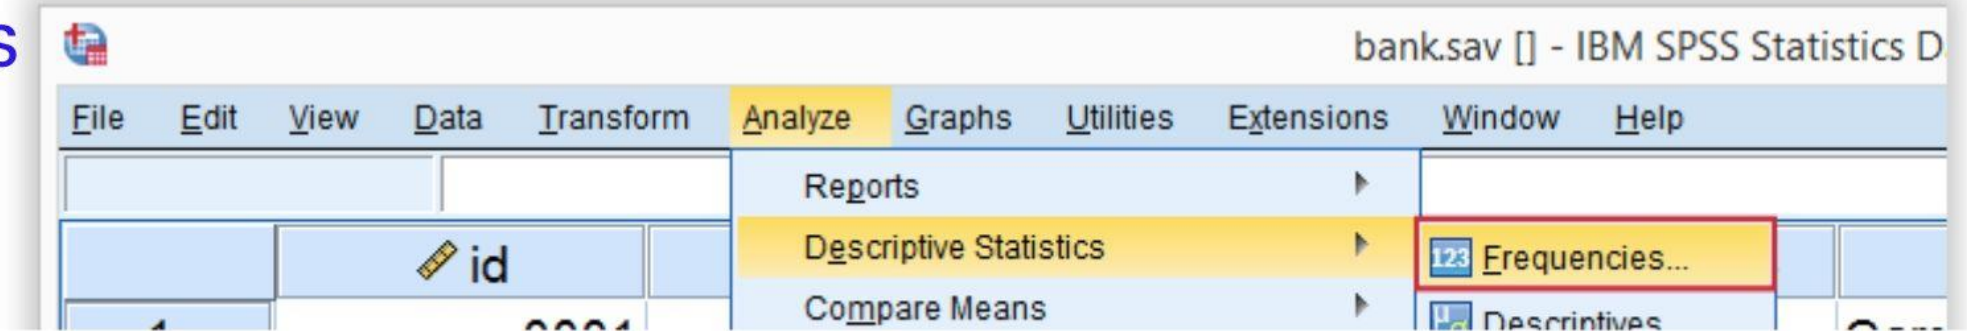 s
bank.sav [] - IBM SPSS Statistics D
File Edit View Data Transform Analyze Graphs Utilities Extensions Window Help
Reports
id Descriptive Statistics 123 Frequencies...
Compare Means Descriptives